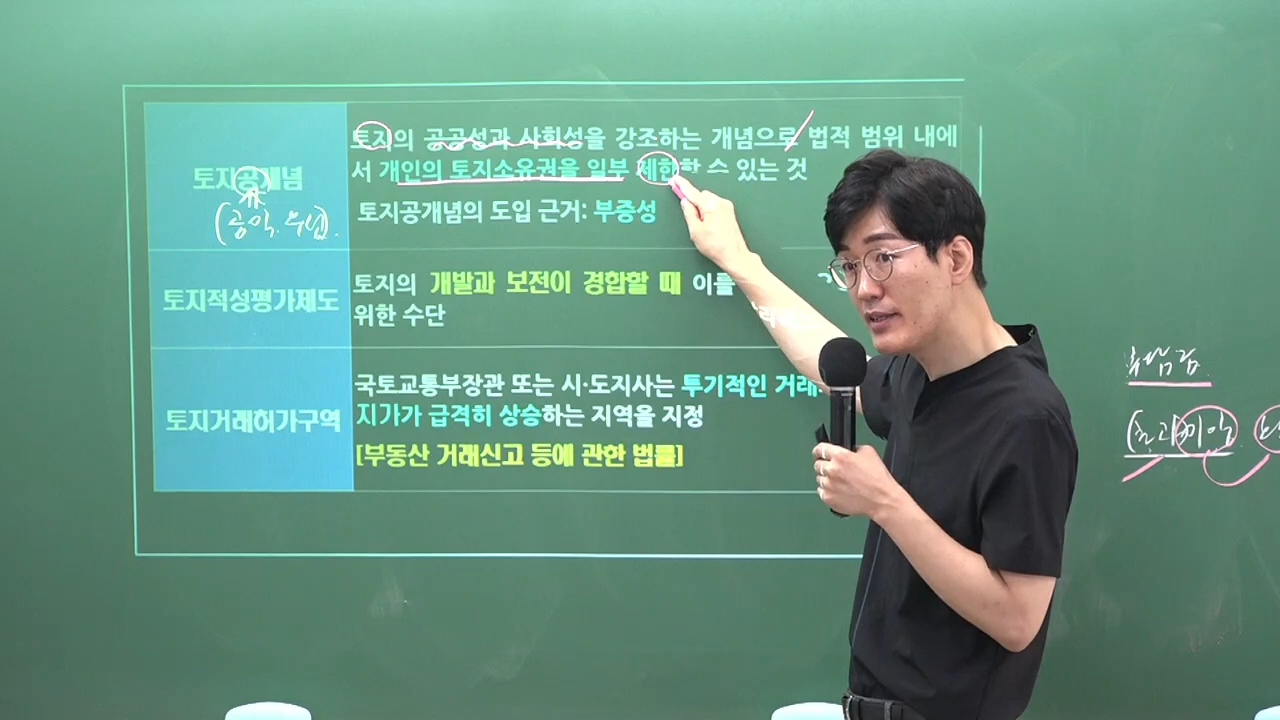 토지공개념
(공익. 우선).
토지의 공공성과 사회성을 강조하는 개념으로 법적 범위 내에
서 개인의 토지소유권을 일부 제한할 수 있는 것
토지공개념의 도입 근거: 부증성
토지적성평가제도
토지의 개발과 보전이 경합할 때 이를
위한 수단
토지거래허가구역
국토교통부장관 또는 시·도지사는 투기적인 거래
지가가 급격히 상승하는 지역을 지정
[부동산 거래신고 등에 관한 법률]